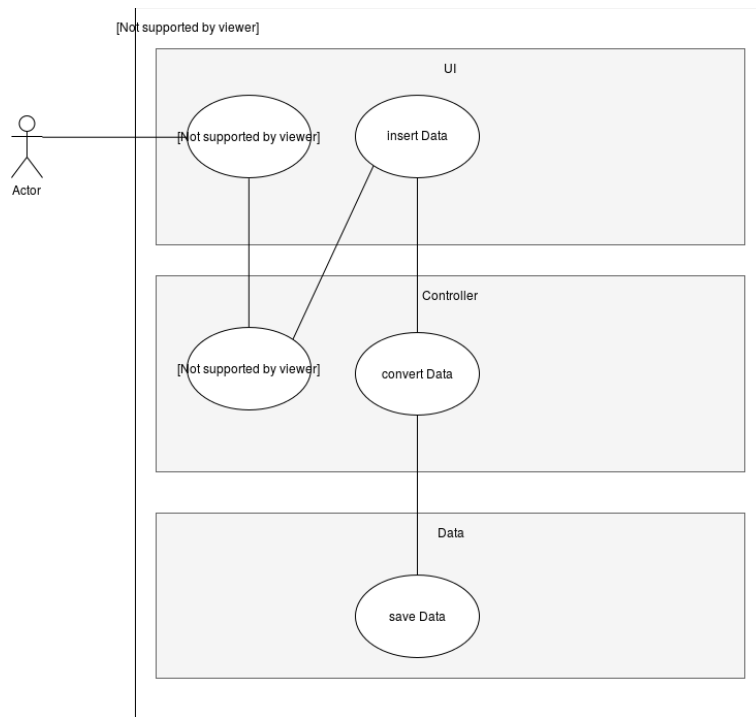 [Not supported by viewer]
UI
[Not supported by viewer]
insert Data
Actor
Controller
[Not supported by viewer]
convert Data
Data
save Data